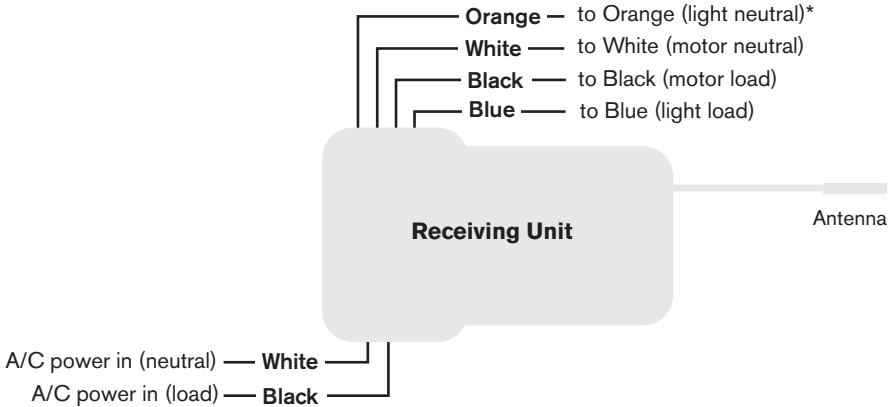 Orange to Orange (light neutral)*
White to White (motor neutral)
Black to Black (motor load)
Blue to Blue (light load)
Receiving Unit
Antenna
A/C power in (neutral) White
A/C power in (load) Black